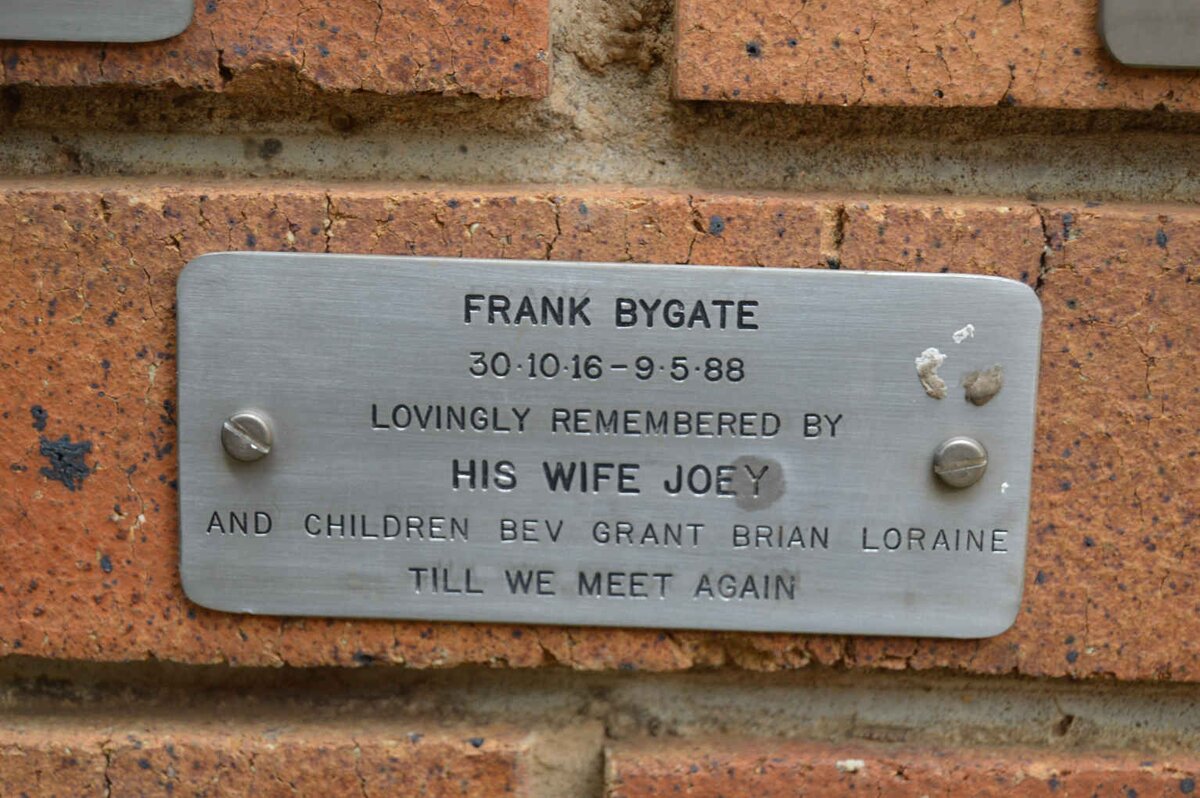 FRANK BYGATE
30·10·16 – 9·5·88
LOVINGLY REMEMBERED BY
HIS WIFE JOEY
AND CHILDREN BEV GRANT BRIAN LORAINE
TILL WE MEET AGAIN